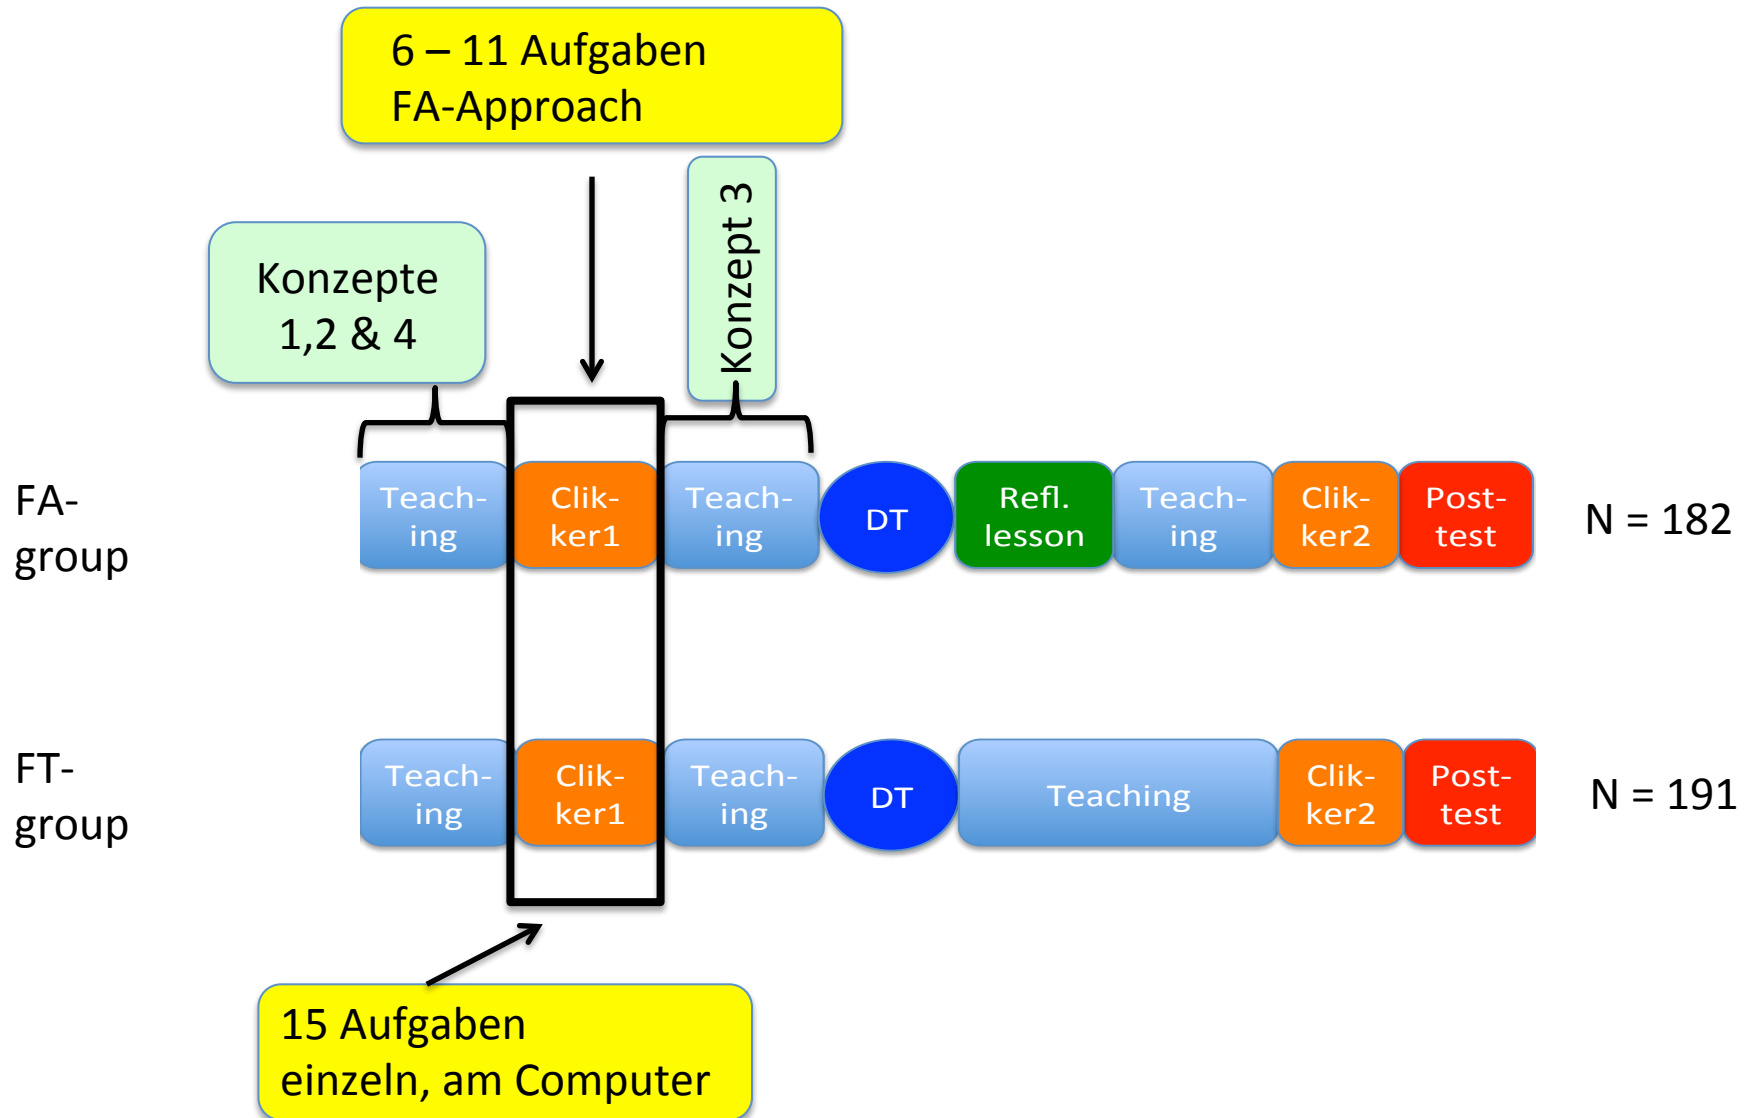 6 – 11 Aufgaben
FA-Approach
Konzept 3
Konzepte
1,2 & 4
FA-
group
Teach-
ing
Clik-
ker1
Teach-
ing
DT
Refl.
lesson
Teach-
ing
Clik-
ker2
Post-
test
N = 182
FT-
group
Teach-
ing
Clik-
ker1
Teach-
ing
DT
Teaching
Clik-
ker2
Post-
test
N = 191
15 Aufgaben
einzeln, am Computer